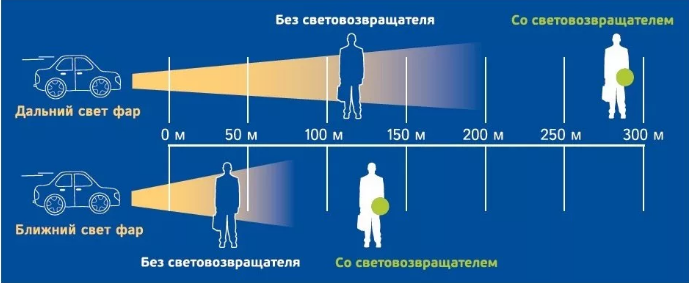 Без световозвращателя
Со световозвращателем
Дальний свет фар
0 м 50 м 100 м 150 м 200 м 250 м 300 м
Ближний свет фар
Без световозвращателя
Со световозвращателем